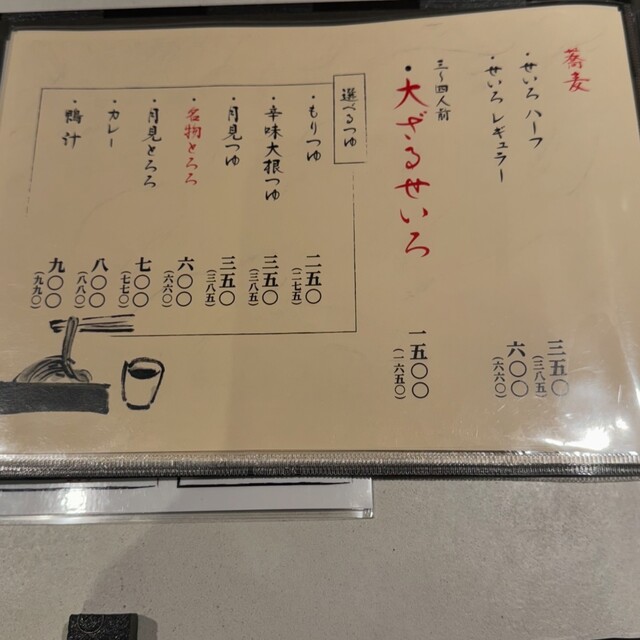 蕎麦
・せいろ ハーフ 三五〇
(三八五)
・せいろ レギュラー 六〇〇
(六六〇)
三〜四人前
・大ざるせいろ 一五〇〇
(一六五〇)
選べるつゆ
・もりつゆ 二五〇
(二七五)
・辛味大根つゆ 三五〇
(三八五)
・月見つゆ 三五〇
(三八五)
・名物とろろ 六〇〇
(六六〇)
・月見とろろ 七〇〇
(七七〇)
・カレー 八〇〇
(八八〇)
・鴨汁 九〇〇
(九九〇)